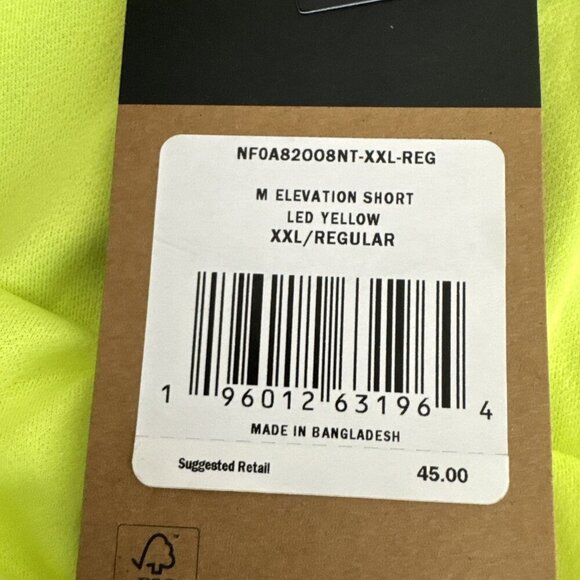 NF0A82OO8NT-XXL-REG
M ELEVATION SHORT
LED YELLOW
XXL/REGULAR
1 96012 63196 4
MADE IN BANGLADESH
Suggested Retail 45.00